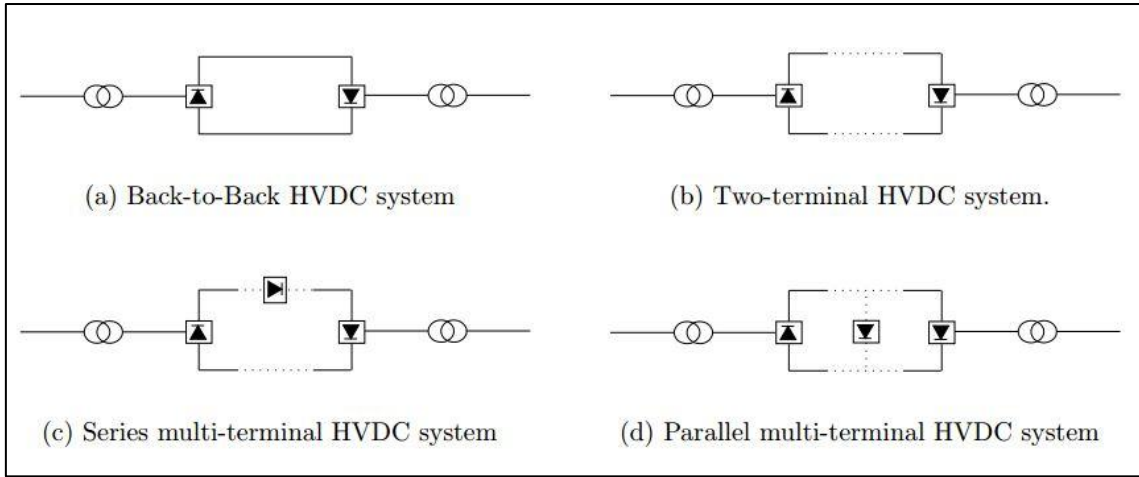 (a) Back-to-Back HVDC system
(b) Two-terminal HVDC system.
(c) Series multi-terminal HVDC system
(d) Parallel multi-terminal HVDC system